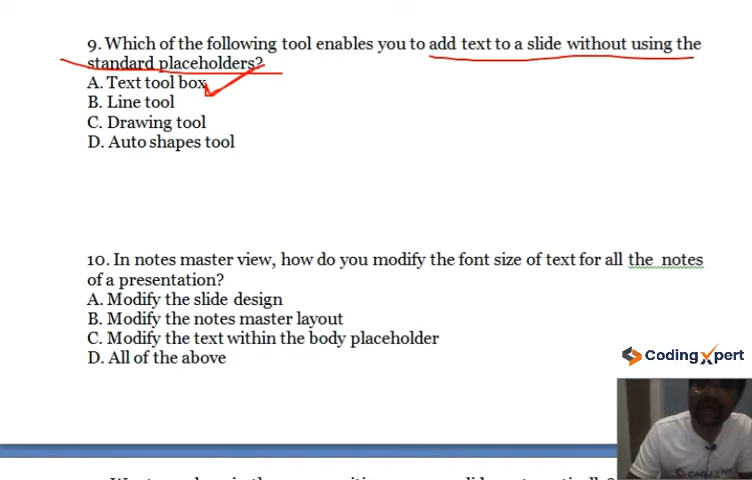 9. Which of the following tool enables you to add text to a slide without using the
standard placeholders?
A. Text tool box
B. Line tool
C. Drawing tool
D. Auto shapes tool
10. In notes master view, how do you modify the font size of text for all the notes
of a presentation?
A. Modify the slide design
B. Modify the notes master layout
C. Modify the text within the body placeholder
D. All of the above
Coding Xpert